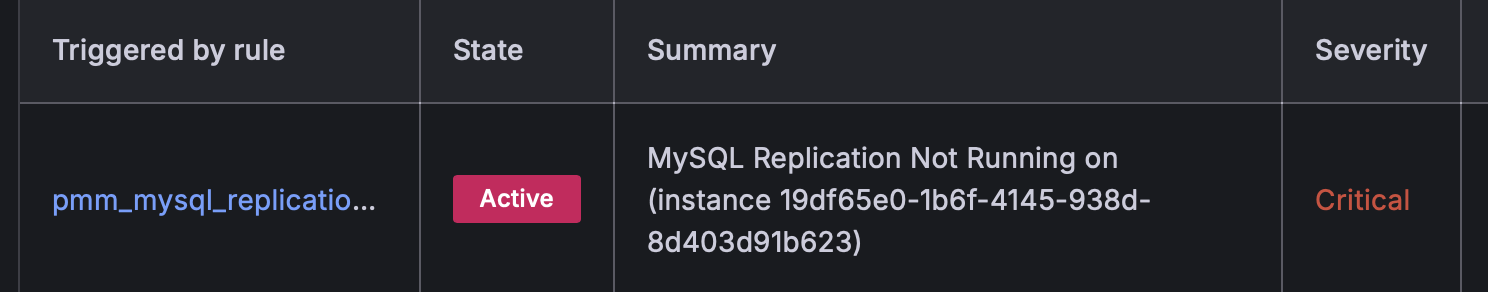 Triggered by rule
State
Summary
Severity
pmm_mysql_replicatio...
Active
MySQL Replication Not Running on
(instance 19df65e0-1b6f-4145-938d-
8d403d91b623)
Critical